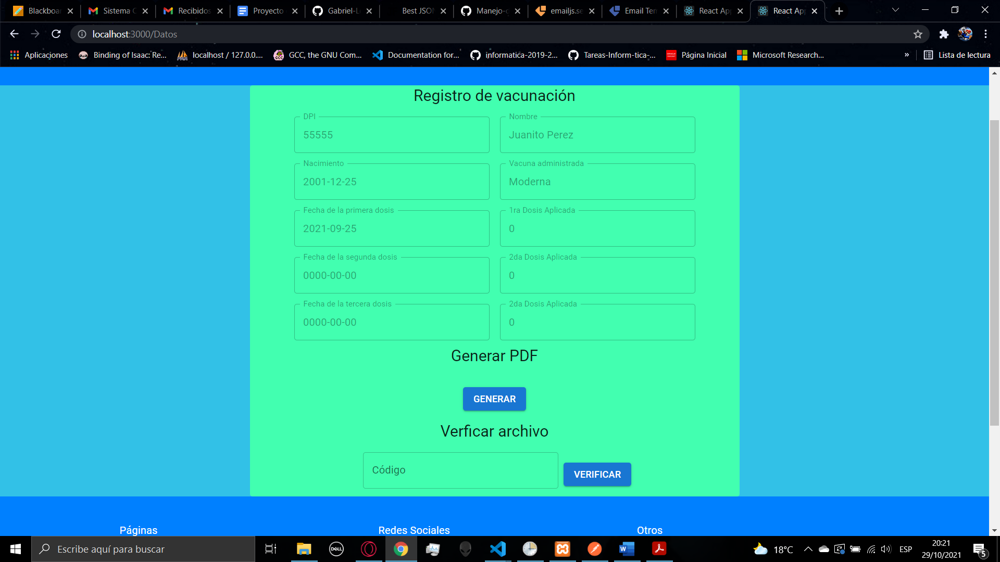 Blackboar
Sistema C
Recibidos
Proyecto
Gabriel-Le
Best JSON
Manejo-d
emailjs.se
Email Tem
React App
React App
localhost:3000/Datos
Aplicaciones
Binding of Isaac: Re...
localhost / 127.0.0....
GCC, the GNU Com...
Documentation for...
informatica-2019-2...
Tareas-Inform-tica-...
Página Inicial
Microsoft Research...
»
Lista de lectura
Registro de vacunación
DPI
55555
Nombre
Juanito Perez
Nacimiento
2001-12-25
Vacuna administrada
Moderna
Fecha de la primera dosis
2021-09-25
1ra Dosis Aplicada
0
Fecha de la segunda dosis
0000-00-00
2da Dosis Aplicada
0
Fecha de la tercera dosis
0000-00-00
2da Dosis Aplicada
0
Generar PDF
GENERAR
Verficar archivo
Código
VERIFICAR
Páginas
Redes Sociales
Otros
Escribe aquí para buscar
DELL
18°C
ESP
20:21
29/10/2021
5